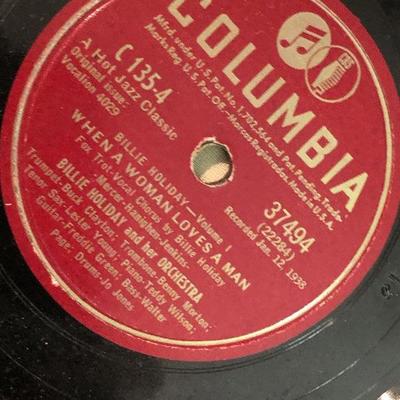 COLUMBIA
CBS
Mfrd. under U.S. Pat. No. 1,702,564 and Pat. Pending. Trade-
Marks Reg. U.S. Pat. Off.-Marcas Registradas. Made in U.S.A.
C 135-4
A Hot Jazz Classic
Original issue:
Vocalion 4029
37494
(22284)
Recorded Jan. 12, 1938
BILLIE HOLIDAY—Volume 1
WHEN A WOMAN LOVES A MAN
Fox Trot-Vocal Chorus by Billie Holiday
-Mercer-Hanighen-Jenkins-
BILLIE HOLIDAY and her ORCHESTRA
Trumpet-Buck Clayton; Trombone-Benny Morton;
Tenor Sax-Lester Young; Piano-Teddy Wilson;
Guitar-Freddie Green; Bass-Walter
Page; Drums-Jo Jones